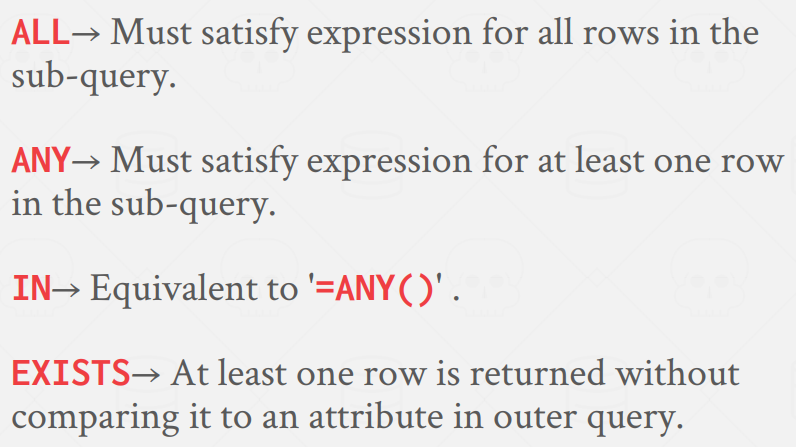 ALL→ Must satisfy expression for all rows in the
sub-query.
ANY→ Must satisfy expression for at least one row
in the sub-query.
IN→ Equivalent to '=ANY()' .
EXISTS→ At least one row is returned without
comparing it to an attribute in outer query.